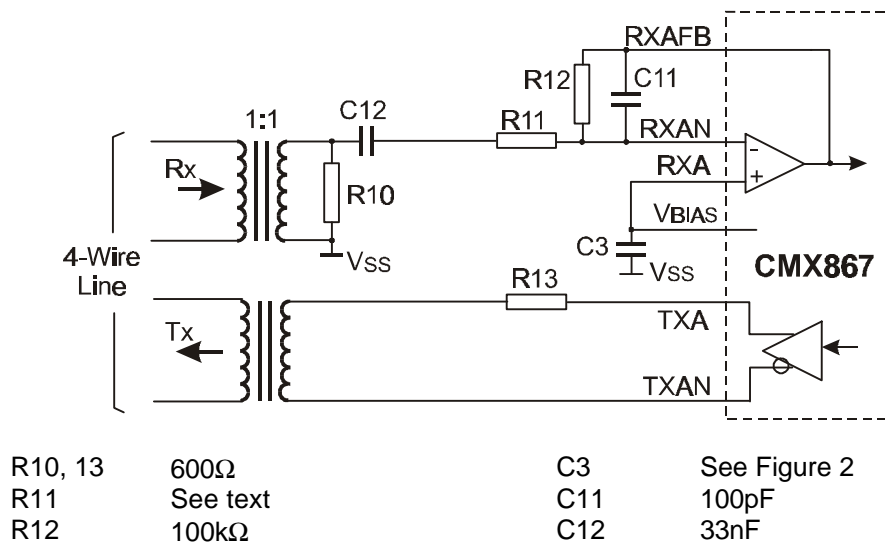 RXAFB
R12
C11
1:1
C12
R11
RXAN
-
Rx
RXA
+
R10
VBIAS
VSS
C3
4-Wire
Line
VSS
CMX867
R13
Tx
TXA
TXAN
R10, 13 600Ω C3 See Figure 2
R11 See text C11 100pF
R12 100kΩ C12 33nF